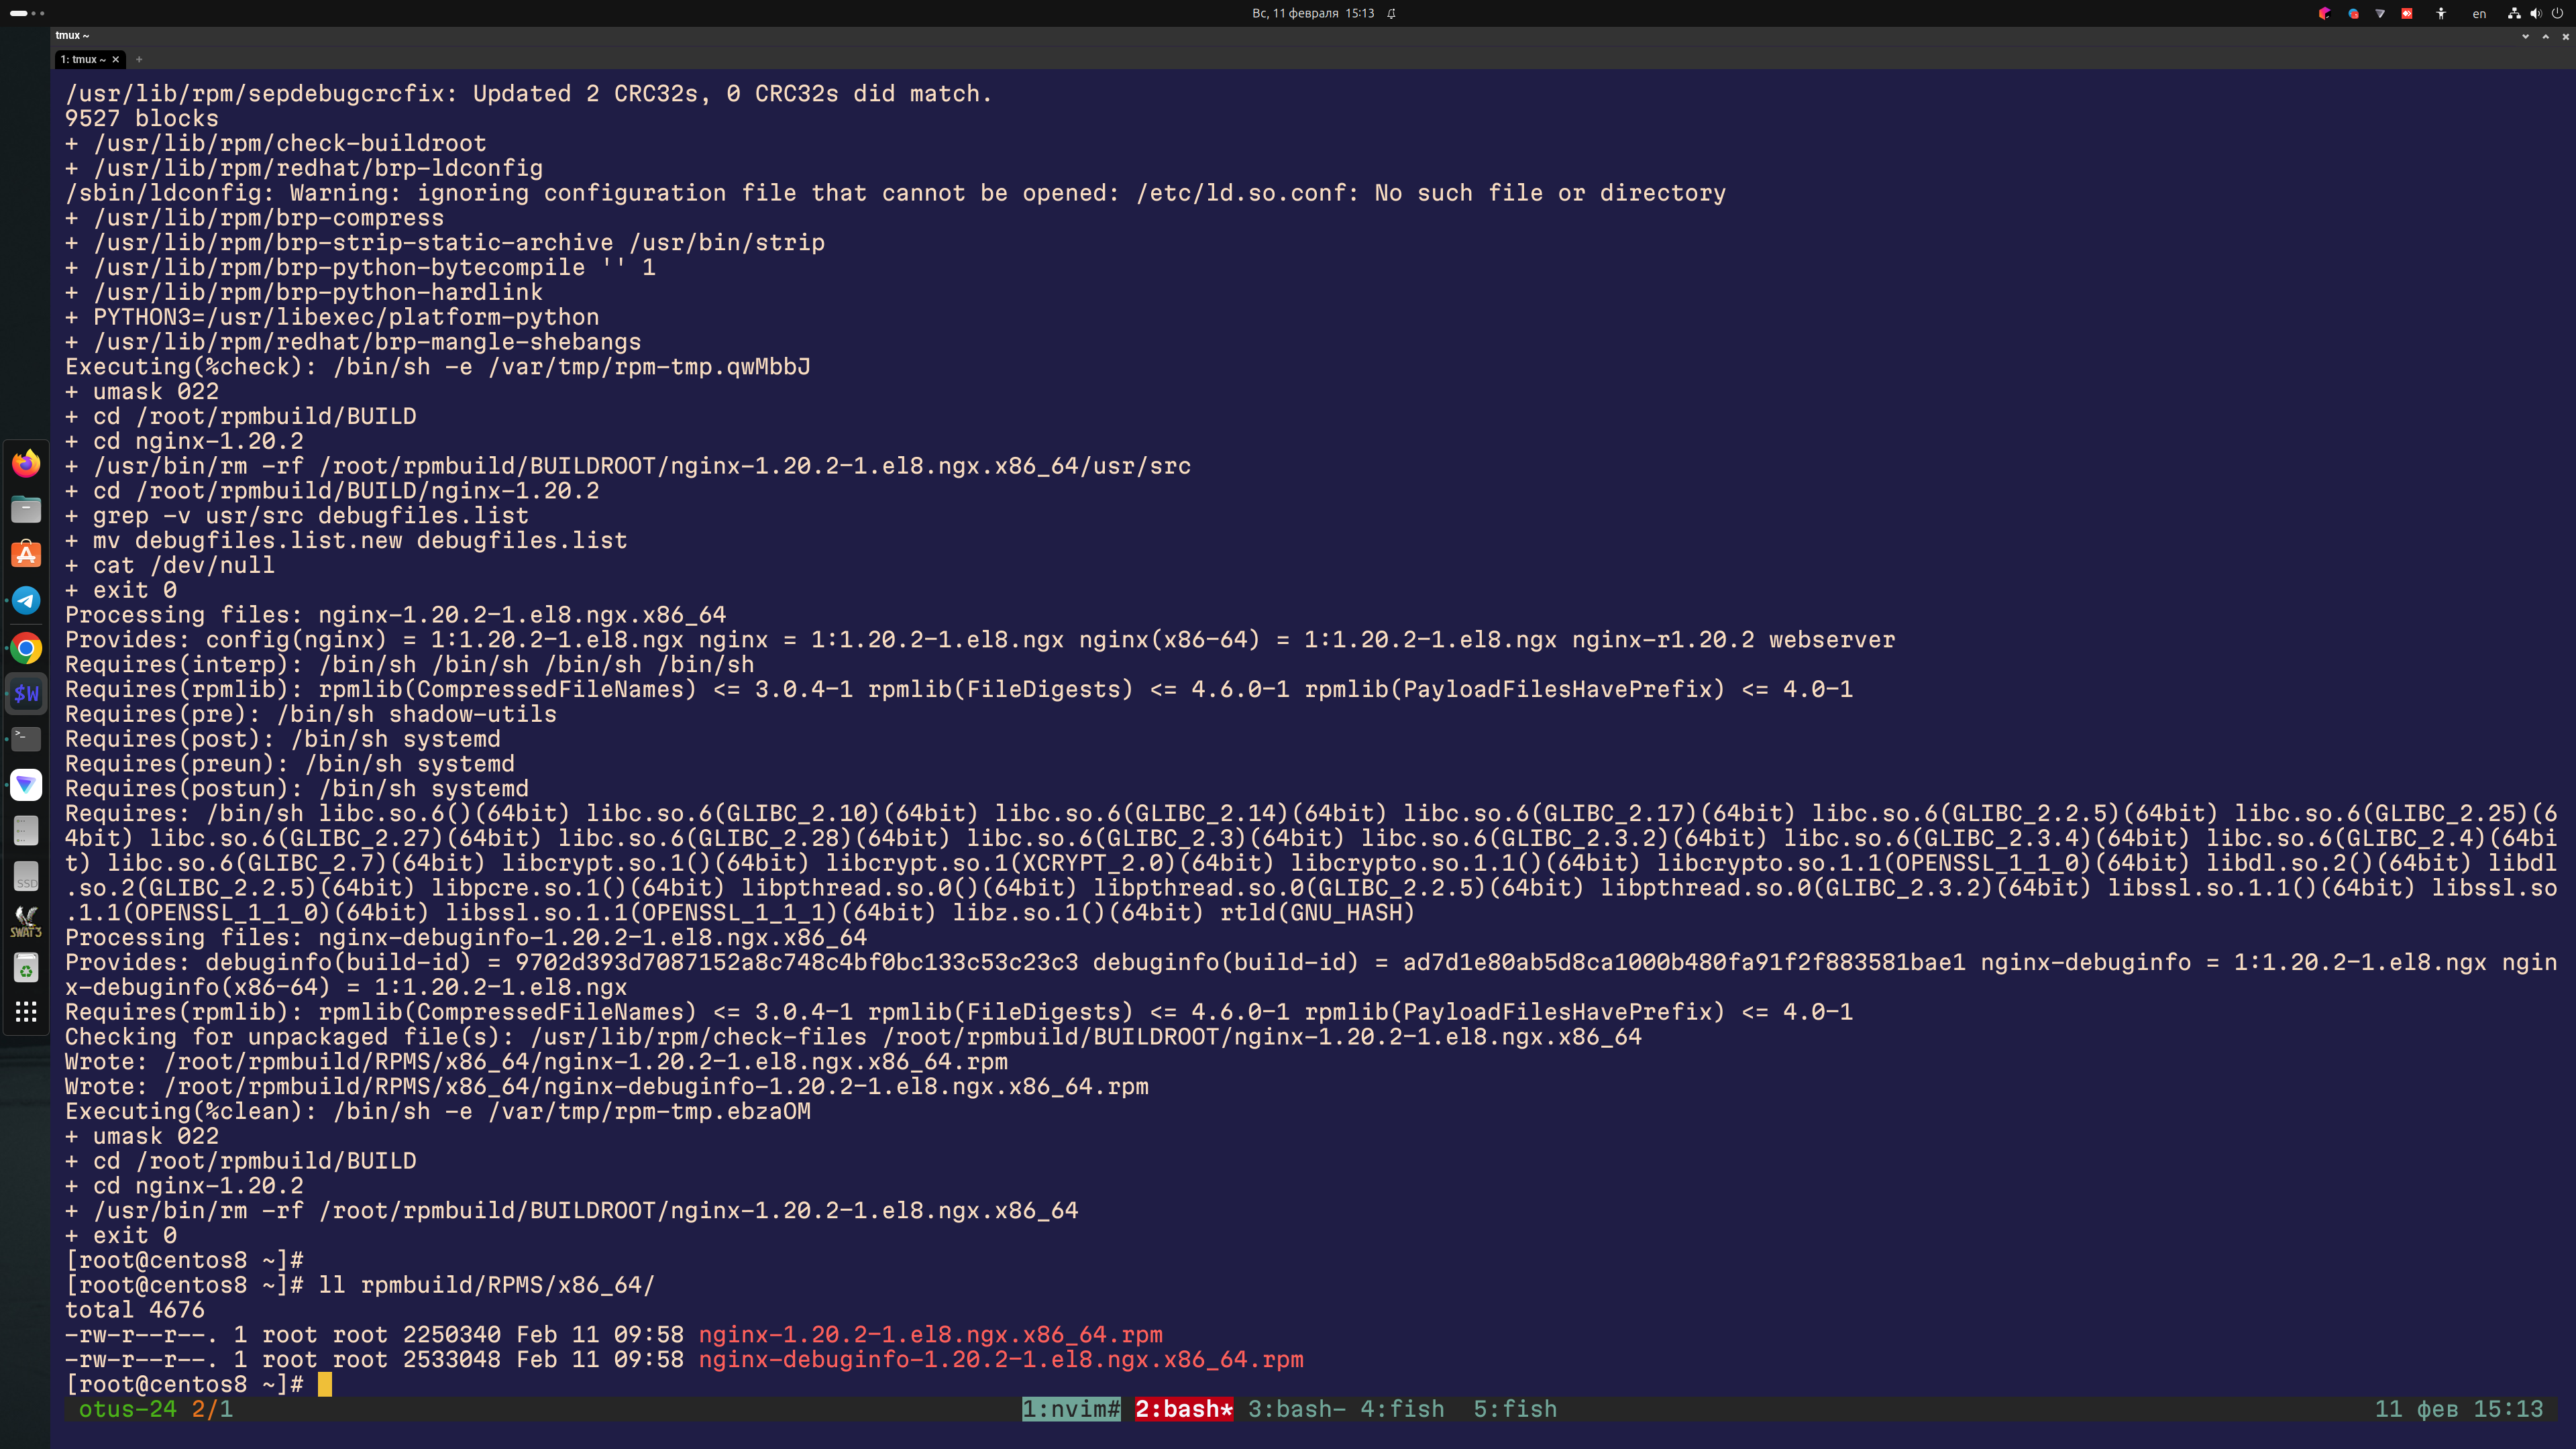 Вс, 11 февраля 15:13
en
tmux ~
1: tmux ~ × +
/usr/lib/rpm/sepdebugcrcfix: Updated 2 CRC32s, 0 CRC32s did match.
9527 blocks
+ /usr/lib/rpm/check-buildroot
+ /usr/lib/rpm/redhat/brp-ldconfig
/sbin/ldconfig: Warning: ignoring configuration file that cannot be opened: /etc/ld.so.conf: No such file or directory
+ /usr/lib/rpm/brp-compress
+ /usr/lib/rpm/brp-strip-static-archive /usr/bin/strip
+ /usr/lib/rpm/brp-python-bytecompile '' 1
+ /usr/lib/rpm/brp-python-hardlink
+ PYTHON3=/usr/libexec/platform-python
+ /usr/lib/rpm/redhat/brp-mangle-shebangs
Executing(%check): /bin/sh -e /var/tmp/rpm-tmp.qwMbbJ
+ umask 022
+ cd /root/rpmbuild/BUILD
+ cd nginx-1.20.2
+ /usr/bin/rm -rf /root/rpmbuild/BUILDROOT/nginx-1.20.2-1.el8.ngx.x86_64/usr/src
+ cd /root/rpmbuild/BUILD/nginx-1.20.2
+ grep -v usr/src debugfiles.list
+ mv debugfiles.list.new debugfiles.list
+ cat /dev/null
+ exit 0
Processing files: nginx-1.20.2-1.el8.ngx.x86_64
Provides: config(nginx) = 1:1.20.2-1.el8.ngx nginx = 1:1.20.2-1.el8.ngx nginx(x86-64) = 1:1.20.2-1.el8.ngx nginx-r1.20.2 webserver
Requires(interp): /bin/sh /bin/sh /bin/sh /bin/sh
Requires(rpmlib): rpmlib(CompressedFileNames) <= 3.0.4-1 rpmlib(FileDigests) <= 4.6.0-1 rpmlib(PayloadFilesHavePrefix) <= 4.0-1
Requires(pre): /bin/sh shadow-utils
Requires(post): /bin/sh systemd
Requires(preun): /bin/sh systemd
Requires(postun): /bin/sh systemd
Requires: /bin/sh libc.so.6()(64bit) libc.so.6(GLIBC_2.10)(64bit) libc.so.6(GLIBC_2.14)(64bit) libc.so.6(GLIBC_2.17)(64bit) libc.so.6(GLIBC_2.2.5)(64bit) libc.so.6(GLIBC_2.25)(6
4bit) libc.so.6(GLIBC_2.27)(64bit) libc.so.6(GLIBC_2.28)(64bit) libc.so.6(GLIBC_2.3)(64bit) libc.so.6(GLIBC_2.3.2)(64bit) libc.so.6(GLIBC_2.3.4)(64bit) libc.so.6(GLIBC_2.4)(64bi
t) libc.so.6(GLIBC_2.7)(64bit) libcrypt.so.1()(64bit) libcrypt.so.1(XCRYPT_2.0)(64bit) libcrypto.so.1.1()(64bit) libcrypto.so.1.1(OPENSSL_1_1_0)(64bit) libdl.so.2()(64bit) libdl
.so.2(GLIBC_2.2.5)(64bit) libpcre.so.1()(64bit) libpthread.so.0()(64bit) libpthread.so.0(GLIBC_2.2.5)(64bit) libpthread.so.0(GLIBC_2.3.2)(64bit) libssl.so.1.1()(64bit) libssl.so
.1.1(OPENSSL_1_1_0)(64bit) libssl.so.1.1(OPENSSL_1_1_1)(64bit) libz.so.1()(64bit) rtld(GNU_HASH)
Processing files: nginx-debuginfo-1.20.2-1.el8.ngx.x86_64
Provides: debuginfo(build-id) = 9702d393d7087152a8c748c4bf0bc133c53c23c3 debuginfo(build-id) = ad7d1e80ab5d8ca1000b480fa91f2f883581bae1 nginx-debuginfo = 1:1.20.2-1.el8.ngx ngin
x-debuginfo(x86-64) = 1:1.20.2-1.el8.ngx
Requires(rpmlib): rpmlib(CompressedFileNames) <= 3.0.4-1 rpmlib(FileDigests) <= 4.6.0-1 rpmlib(PayloadFilesHavePrefix) <= 4.0-1
Checking for unpackaged file(s): /usr/lib/rpm/check-files /root/rpmbuild/BUILDROOT/nginx-1.20.2-1.el8.ngx.x86_64
Wrote: /root/rpmbuild/RPMS/x86_64/nginx-1.20.2-1.el8.ngx.x86_64.rpm
Wrote: /root/rpmbuild/RPMS/x86_64/nginx-debuginfo-1.20.2-1.el8.ngx.x86_64.rpm
Executing(%clean): /bin/sh -e /var/tmp/rpm-tmp.ebzaOM
+ umask 022
+ cd /root/rpmbuild/BUILD
+ cd nginx-1.20.2
+ /usr/bin/rm -rf /root/rpmbuild/BUILDROOT/nginx-1.20.2-1.el8.ngx.x86_64
+ exit 0
[root@centos8 ~]#
[root@centos8 ~]# ll rpmbuild/RPMS/x86_64/
total 4676
-rw-r--r--. 1 root root 2250340 Feb 11 09:58 nginx-1.20.2-1.el8.ngx.x86_64.rpm
-rw-r--r--. 1 root root 2533048 Feb 11 09:58 nginx-debuginfo-1.20.2-1.el8.ngx.x86_64.rpm
[root@centos8 ~]#
otus-24 2/1 1:nvim# 2:bash* 3:bash- 4:fish 5:fish 11 фев 15:13
$W
>_
SSD
SWAT3